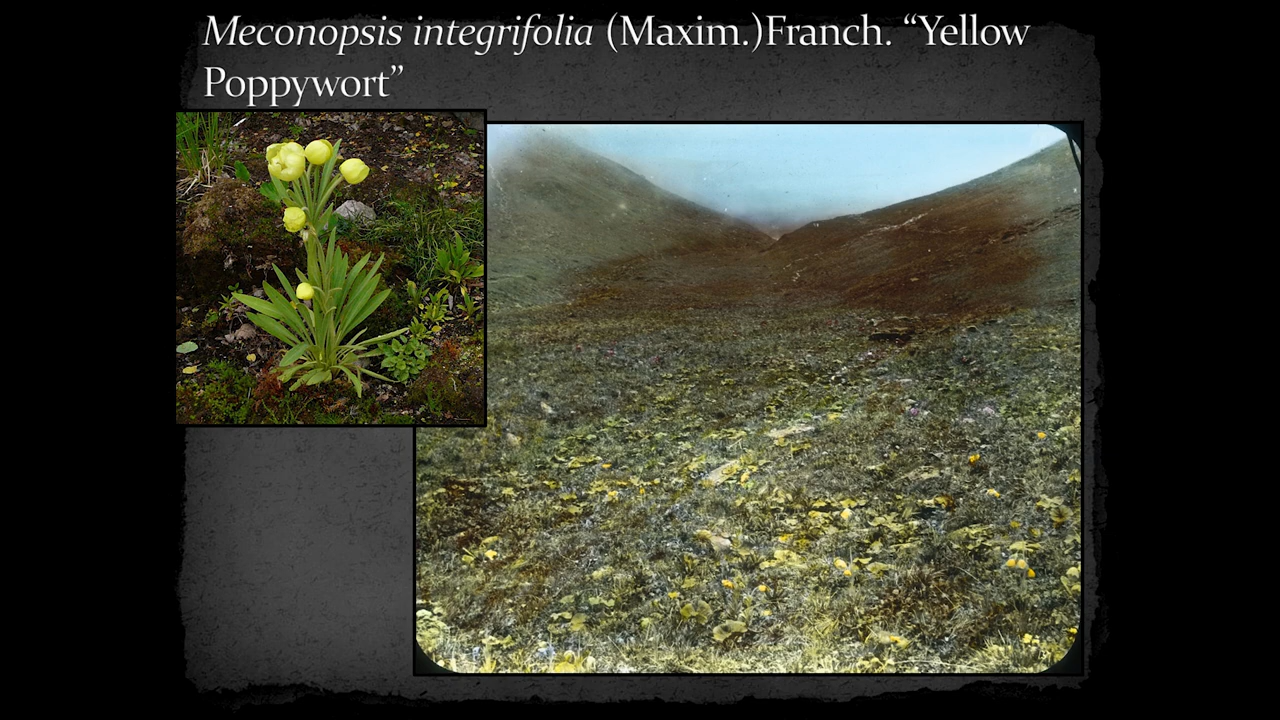 Meconopsis integrifolia (Maxim.)Franch. “Yellow
Poppywort”